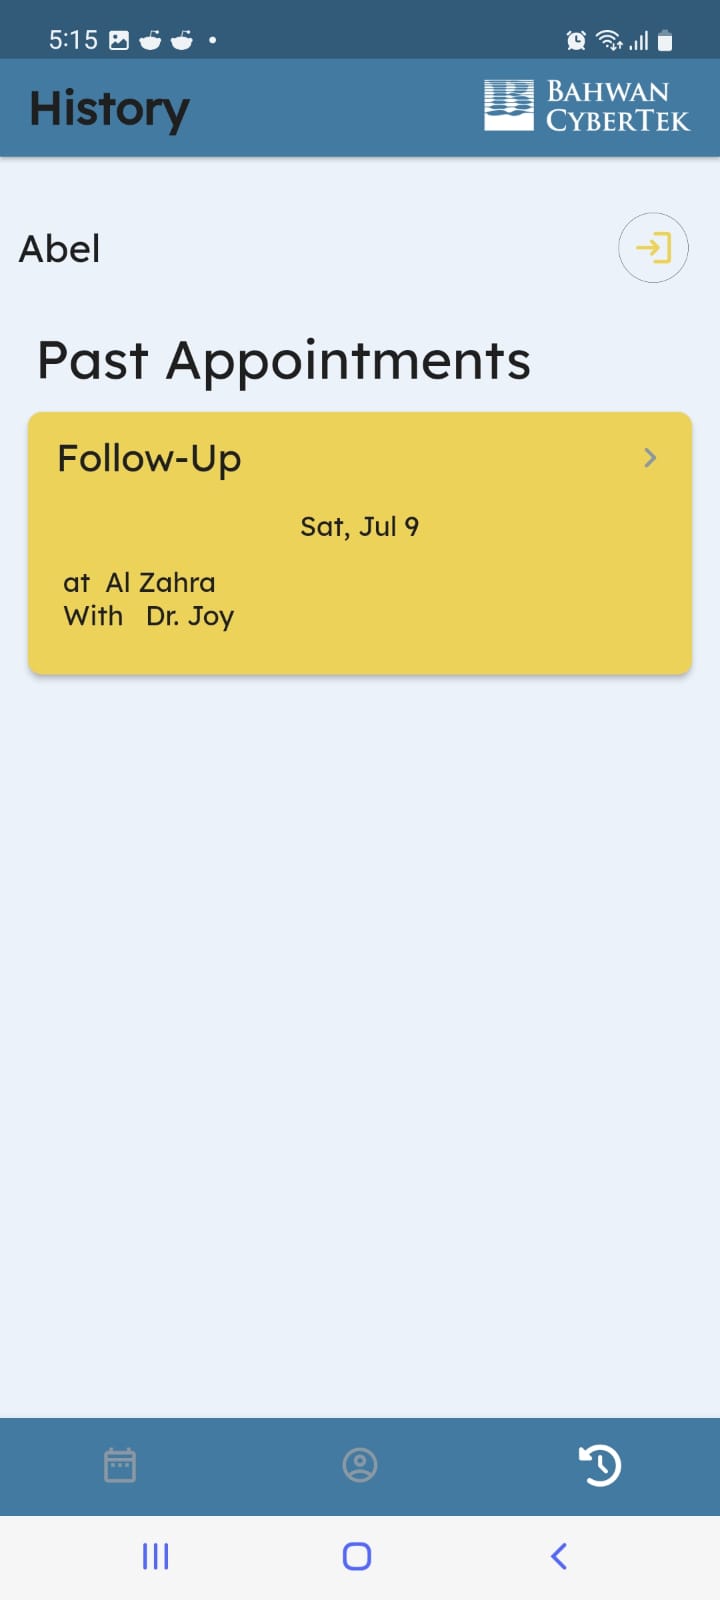 5:15
History
BAHWAN
CYBERTEK
Abel
Past Appointments
Follow-Up
Sat, Jul 9
at Al Zahra
With Dr. Joy